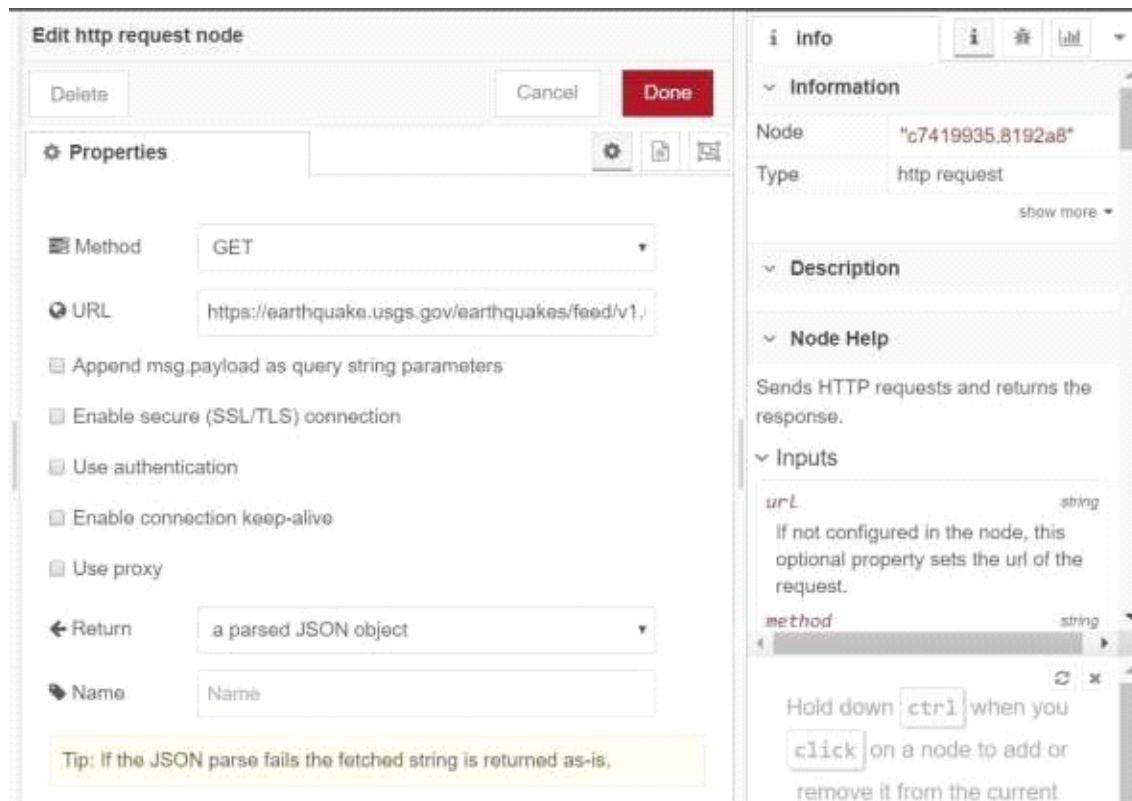 Edit http request node
Delete
Cancel
Done
Properties
Method
GET
URL
https://earthquake.usgs.gov/earthquakes/feed/v1.
Append msg.payload as query string parameters
Enable secure (SSL/TLS) connection
Use authentication
Enable connection keep-alive
Use proxy
Return
a parsed JSON object
Name
Name
Tip: If the JSON parse fails the fetched string is returned as-is.
i info
i
Information
Node
"c7419935.8192a8"
Type
http request
show more
Description
Node Help
Sends HTTP requests and returns the
response.
Inputs
url
string
If not configured in the node, this
optional property sets the url of the
request.
method
string
Hold down ctrl when you
click on a node to add or
remove it from the current